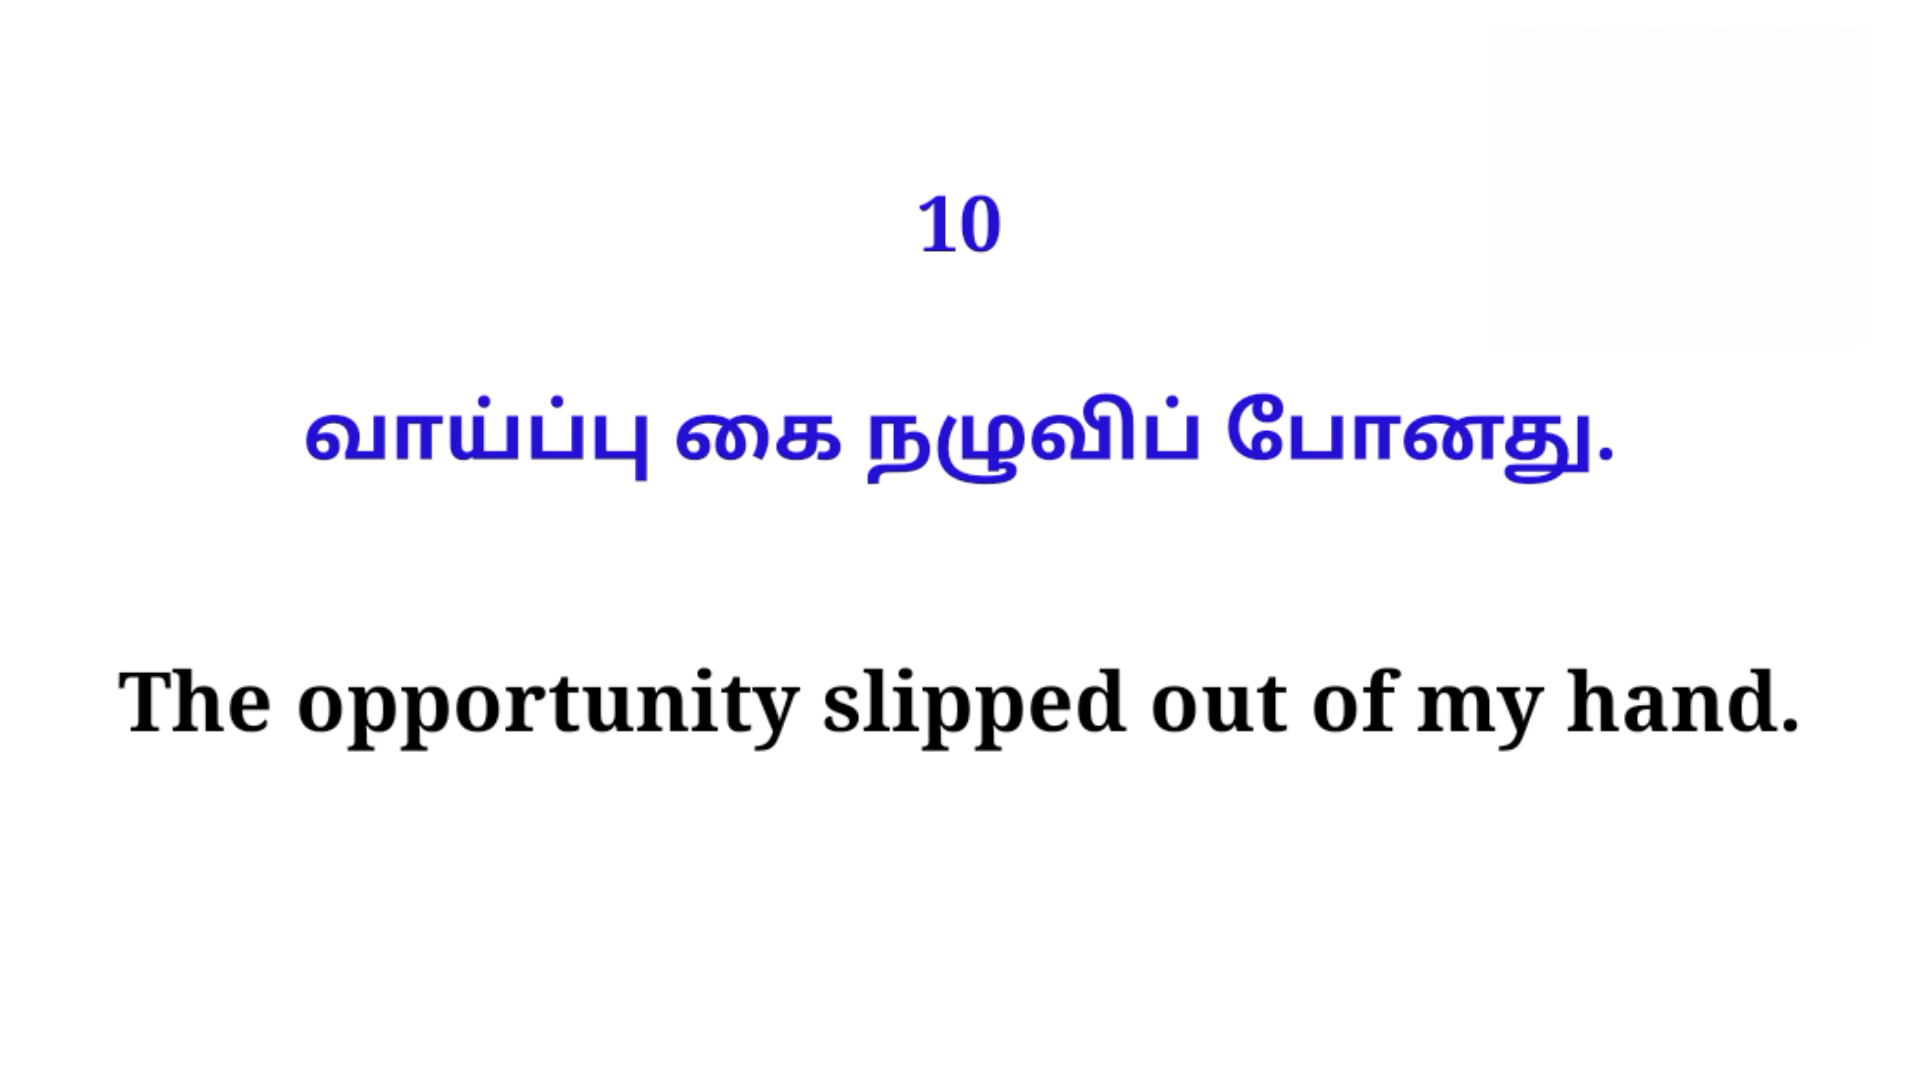 10
வாய்ப்பு கை நழுவிப் போனது.
The opportunity slipped out of my hand.